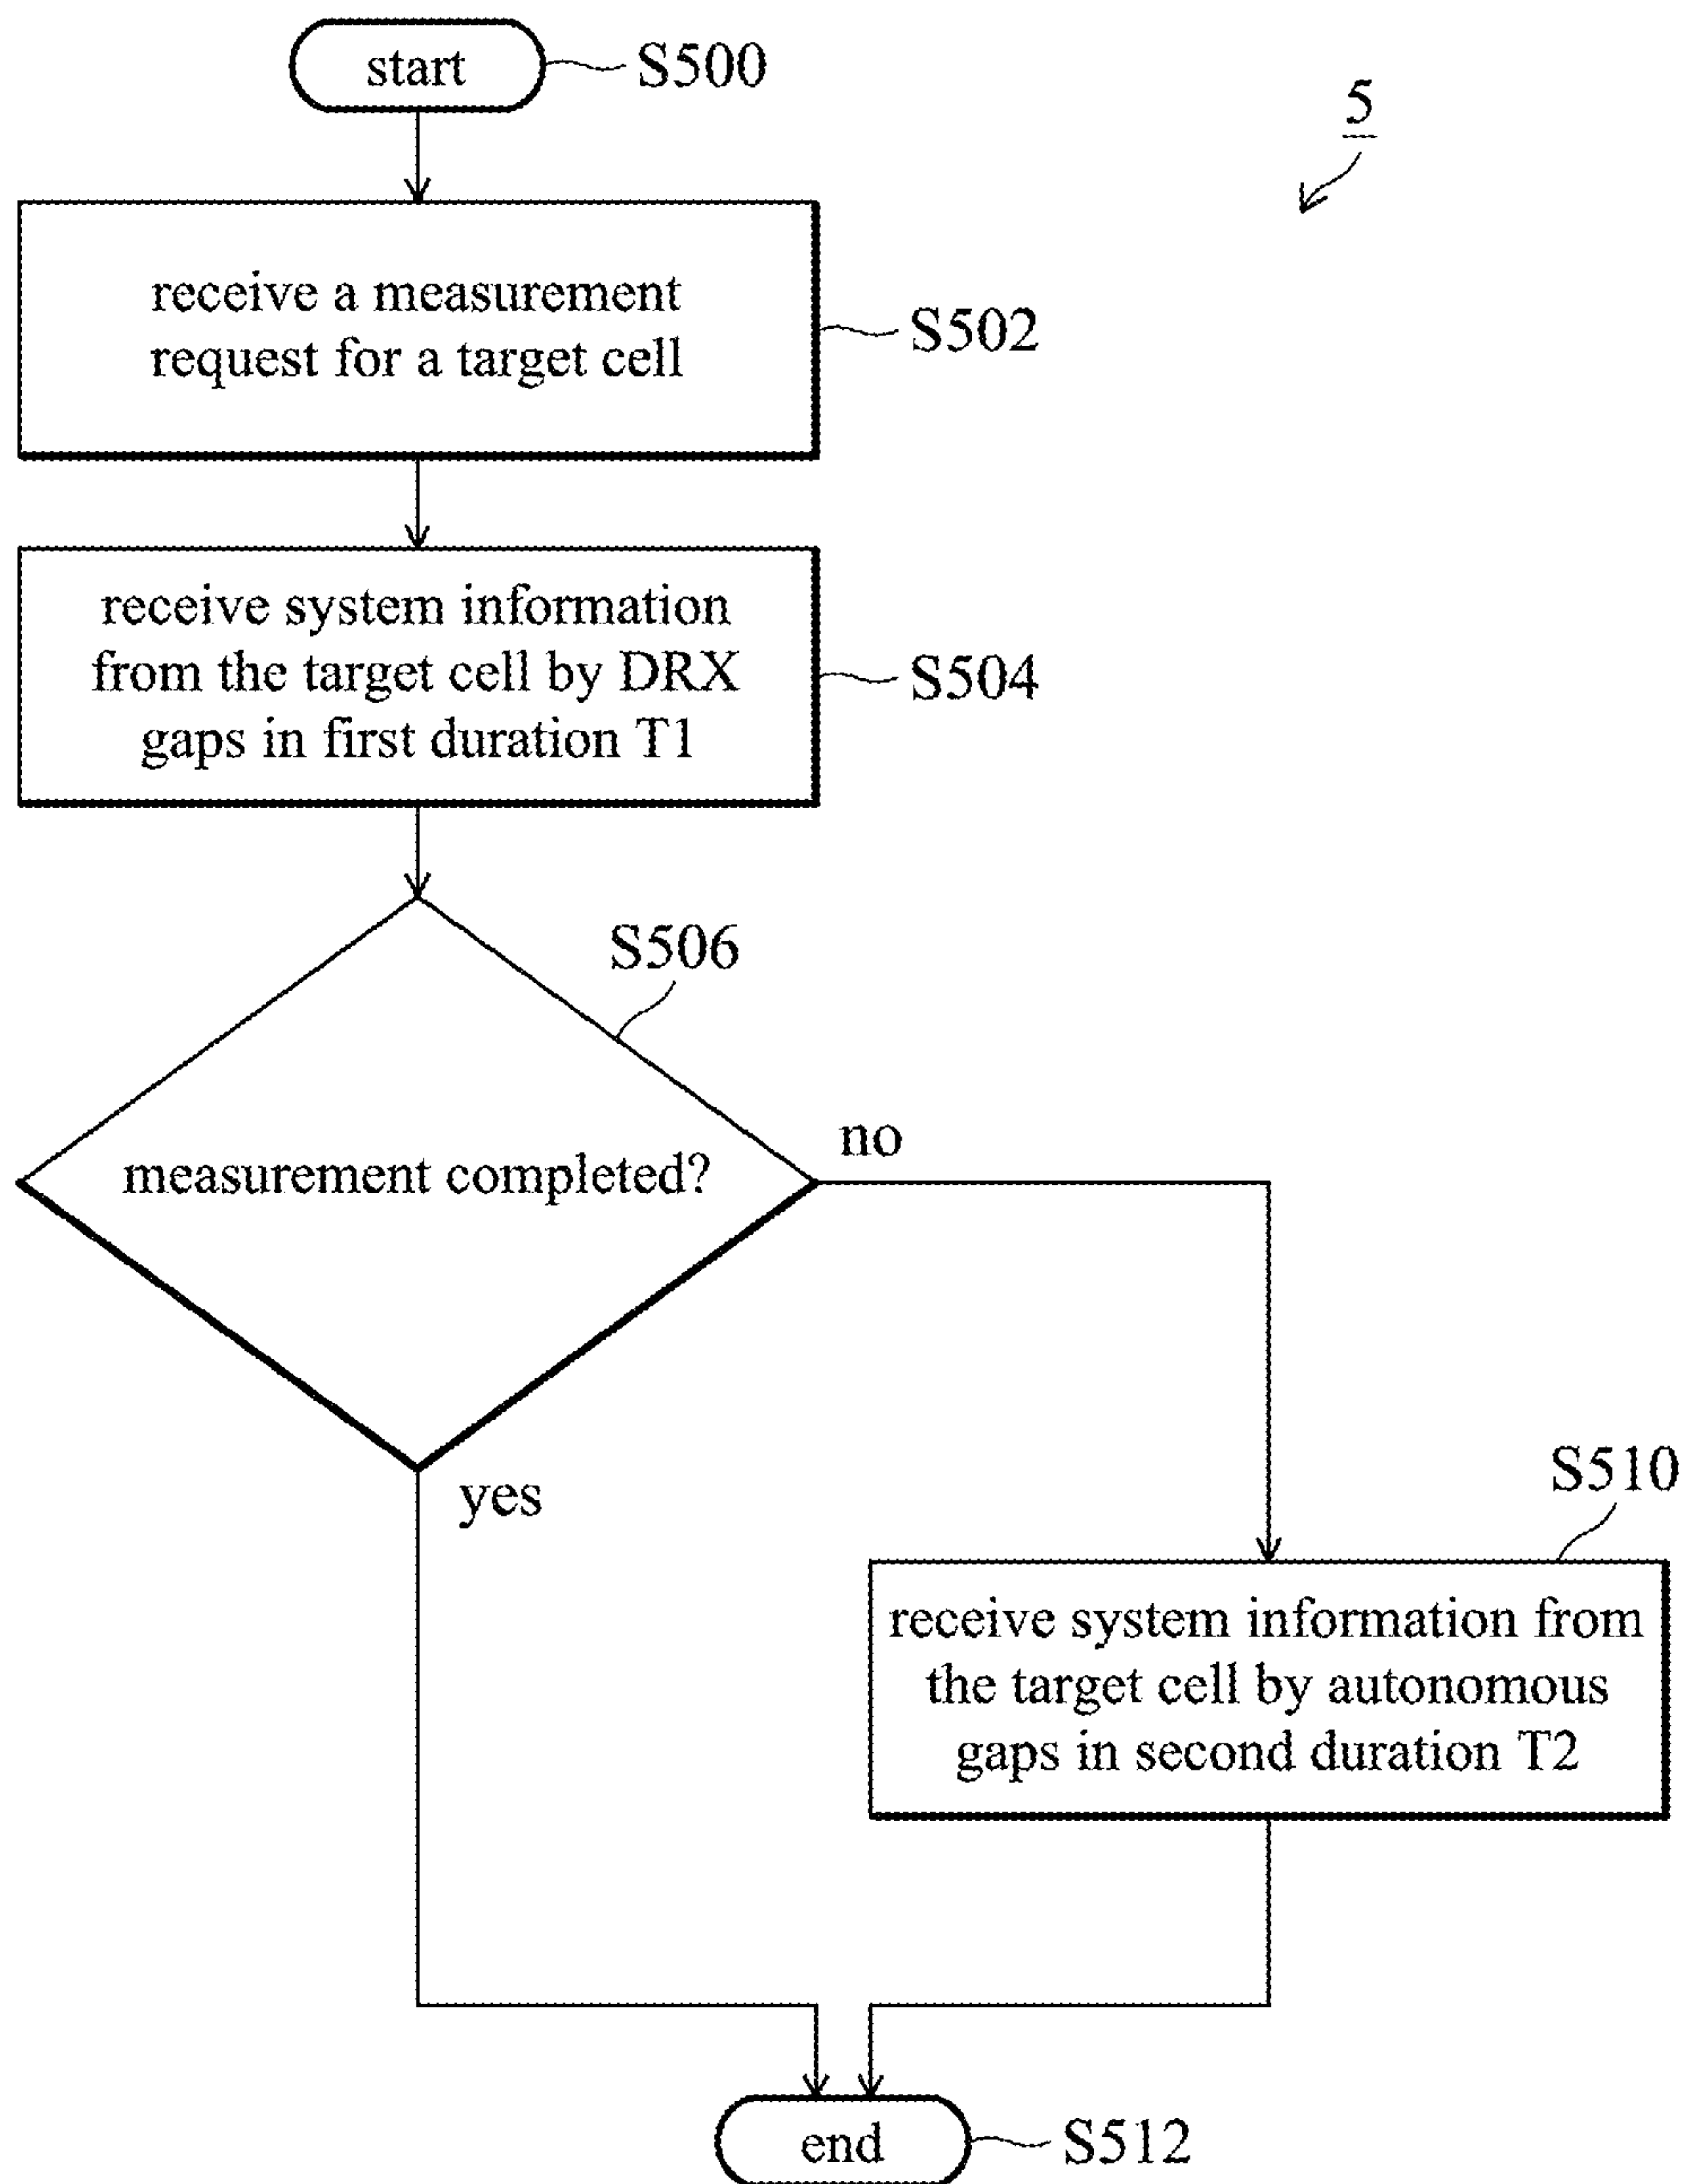 start
S500
5
receive a measurement
request for a target cell
S502
receive system information
from the target cell by DRX
gaps in first duration T1
S504
S506
measurement completed?
no
yes
S510
receive system information from
the target cell by autonomous
gaps in second duration T2
end
S512